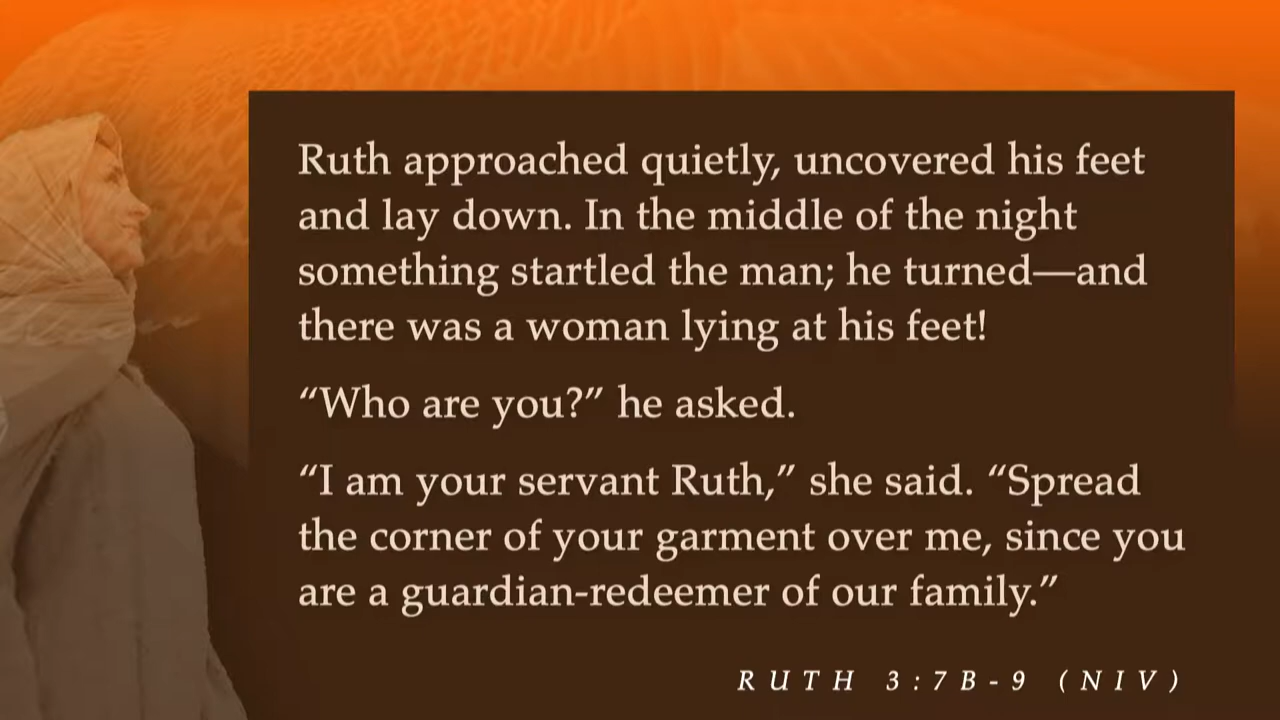 Ruth approached quietly, uncovered his feet
and lay down. In the middle of the night
something startled the man; he turned—and
there was a woman lying at his feet!
“Who are you?” he asked.
“I am your servant Ruth,” she said. “Spread
the corner of your garment over me, since you
are a guardian-redeemer of our family.”
RUTH 3:7B-9 (NIV)